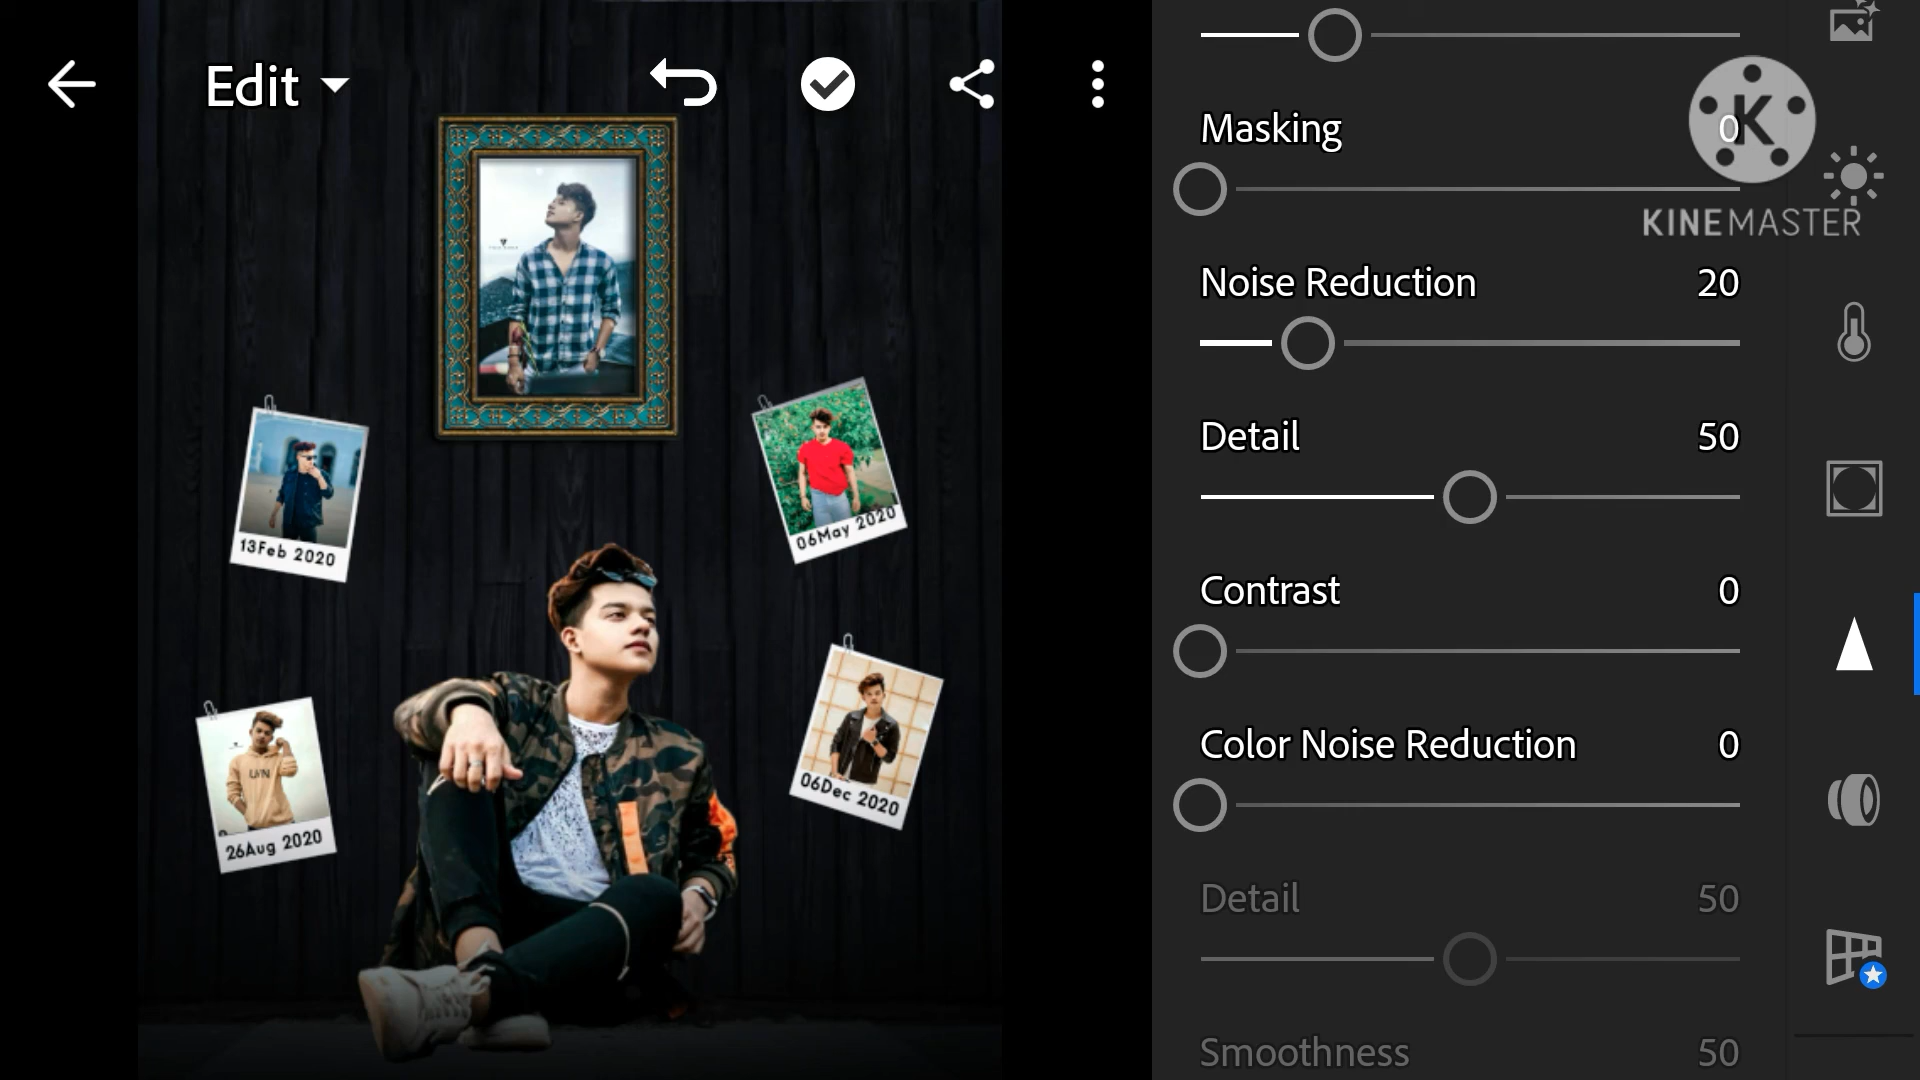 Edit
Masking 0
KINEMASTER
Noise Reduction 20
Detail 50
Contrast 0
Color Noise Reduction 0
Detail 50
Smoothness 50
13Feb 2020
06May 2020
06Dec 2020
26Aug 2020